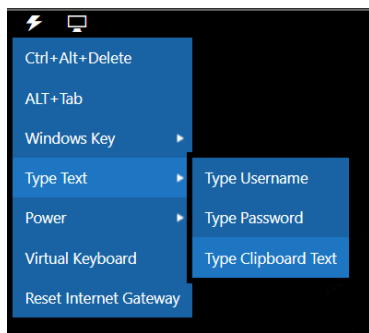 Ctrl+Alt+Delete
ALT+Tab
Windows Key
Type Text
Type Username
Power
Type Password
Virtual Keyboard
Type Clipboard Text
Reset Internet Gateway